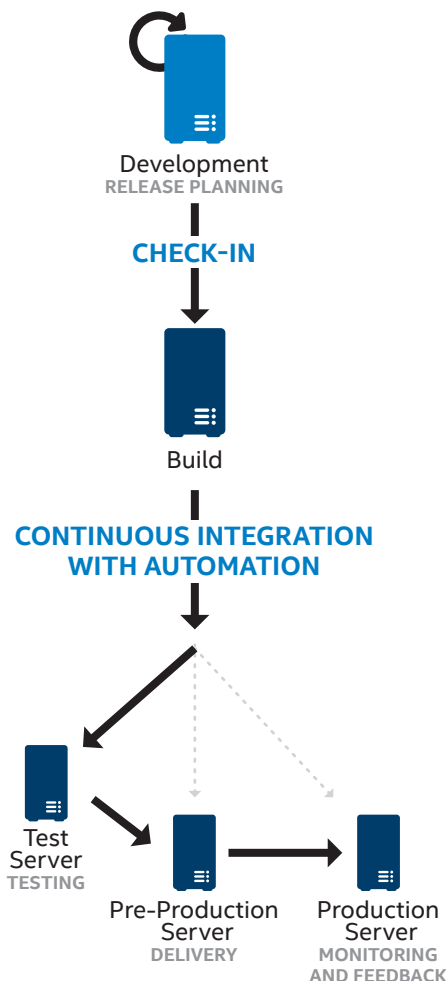 Development
RELEASE PLANNING
CHECK-IN
Build
CONTINUOUS INTEGRATION
WITH AUTOMATION
Test
Server
TESTING
Pre-Production
Server
DELIVERY
Production
Server
MONITORING
AND FEEDBACK